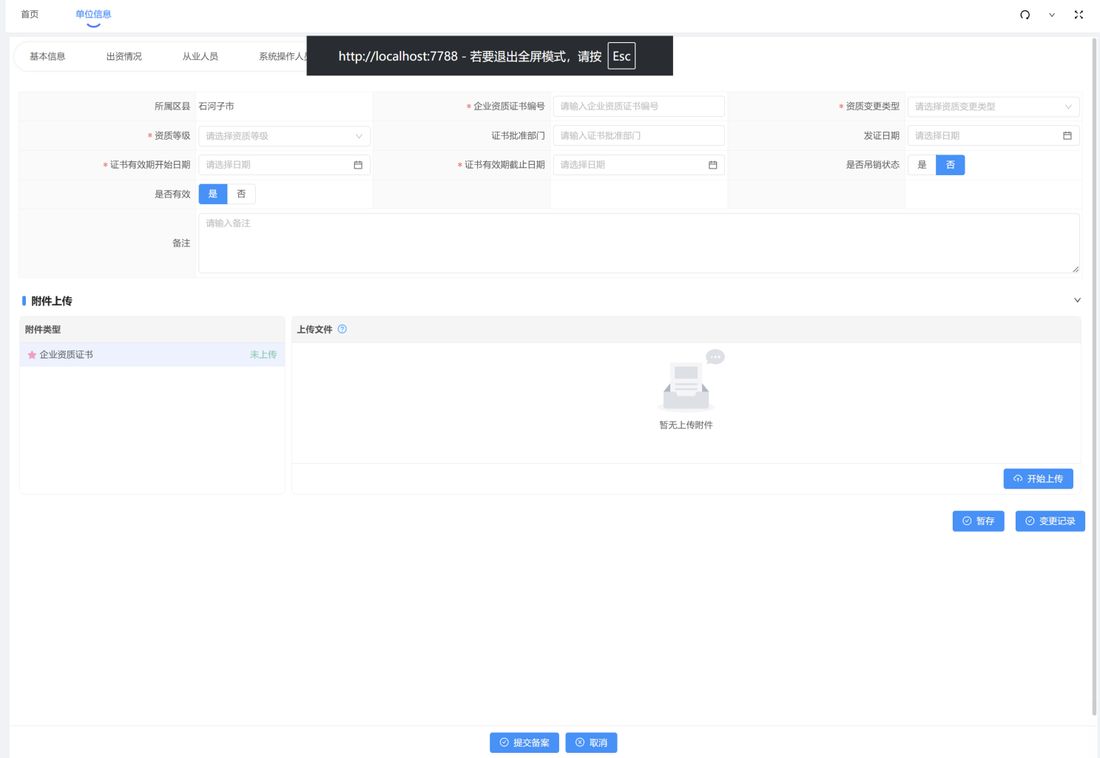 首页 单位信息
基本信息 出资情况 从业人员 系统操作人员
http://localhost:7788 - 若要退出全屏模式，请按 Esc
所属区县 石河子市 * 企业资质证书编号 请输入企业资质证书编号 * 资质变更类型 请选择资质变更类型
* 资质等级 请选择资质等级 证书批准部门 请输入证书批准部门 发证日期 请选择日期
* 证书有效期开始日期 请选择日期 * 证书有效期截止日期 请选择日期 是否吊销状态 是 否
是否有效 是 否
备注 请输入备注
附件上传
附件类型 上传文件
企业资质证书 未上传
暂无上传附件
开始上传
暂存 变更记录
提交备案 取消